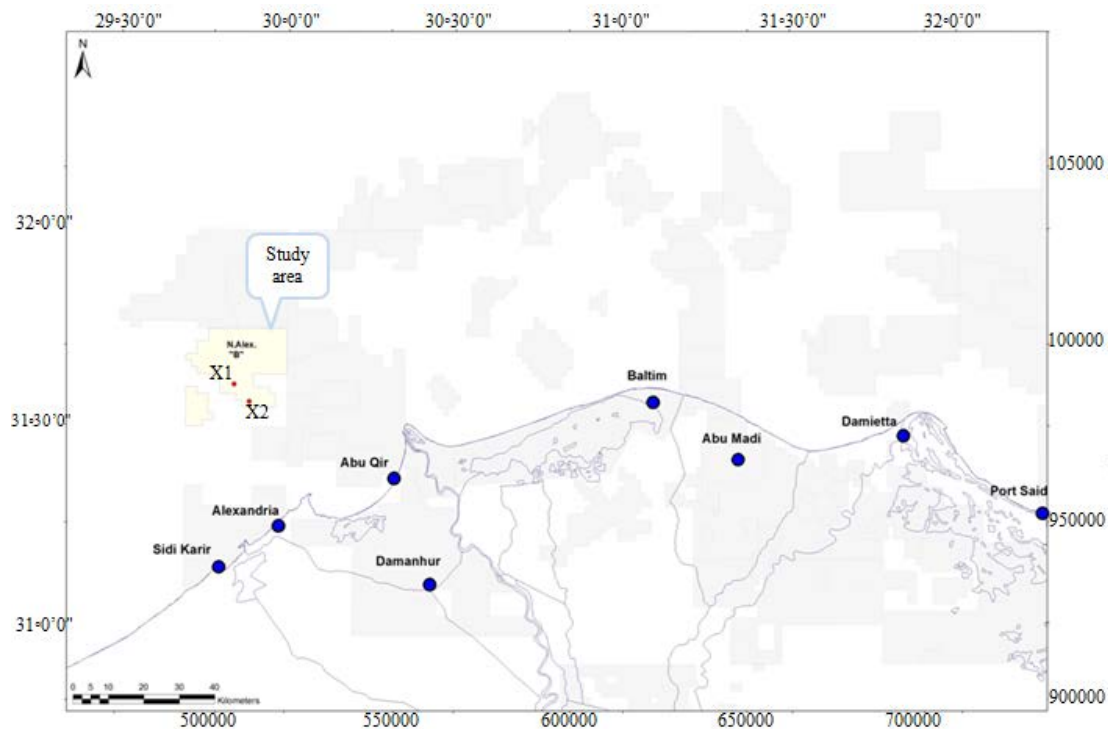 29∘30'0" 30∘0'0" 30∘30'0" 31∘0'0" 31∘30'0" 32∘0'0"
N
105000
32∘0'0"
Study
area
N.Alex.
"B"
100000
X1
Baltim
X2
31∘30'0"
Damietta
Abu Madi
Abu Qir
Port Said
Alexandria
950000
Sidi Karir
Damanhur
31∘0'0"
900000
0 5 10 20 30 40
Kilometers
500000 550000 600000 650000 700000